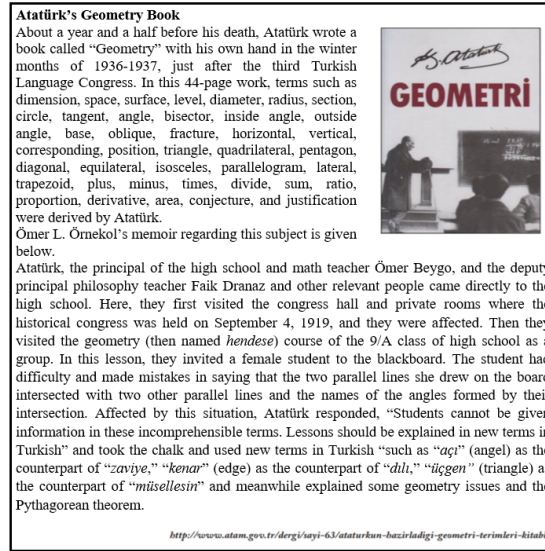 Atatürk's Geometry Book
About a year and a half before his death, Atatürk wrote a
book called “Geometry” with his own hand in the winter
months of 1936-1937, just after the third Turkish
Language Congress. In this 44-page work, terms such as
dimension, space, surface, level, diameter, radius, section,
circle, tangent, angle, bisector, inside angle, outside
angle, base, oblique, fracture, horizontal, vertical,
corresponding, position, triangle, quadrilateral, pentagon,
diagonal, equilateral, isosceles, parallelogram, lateral,
trapezoid, plus, minus, times, divide, sum, ratio,
proportion, derivative, area, conjecture, and justification
were derived by Atatürk.
K. Atatürk
GEOMETRİ
Ömer L. Örnekol's memoir regarding this subject is given
below.
Atatürk, the principal of the high school and math teacher Ömer Beygo, and the deputy
principal philosophy teacher Faik Dranaz and other relevant people came directly to the
high school. Here, they first visited the congress hall and private rooms where the
historical congress was held on September 4, 1919, and they were affected. Then they
visited the geometry (then named hendese) course of the 9/A class of high school as a
group. In this lesson, they invited a female student to the blackboard. The student had
difficulty and made mistakes in saying that the two parallel lines she drew on the board
intersected with two other parallel lines and the names of the angles formed by their
intersection. Affected by this situation, Atatürk responded, “Students cannot be given
information in these incomprehensible terms. Lessons should be explained in new terms in
Turkish” and took the chalk and used new terms in Turkish “such as “açı” (angel) as the
counterpart of “zaviye,” “kenar” (edge) as the counterpart of “dılı,” “üçgen” (triangle) as
the counterpart of “müsellesin” and meanwhile explained some geometry issues and the
Pythagorean theorem.
http://www.atam.gov.tr/dergi/sayi-63/ataturkun-hazirladigi-geometri-terimleri-kitabi